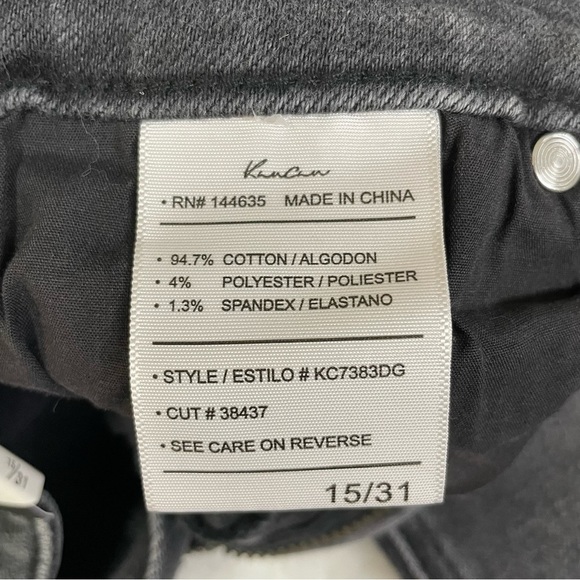 KanCan
• RN# 144635 MADE IN CHINA
• 94.7% COTTON / ALGODON
• 4% POLYESTER / POLIESTER
• 1.3% SPANDEX / ELASTANO
• STYLE / ESTILO # KC7383DG
• CUT # 38437
• SEE CARE ON REVERSE
15/31